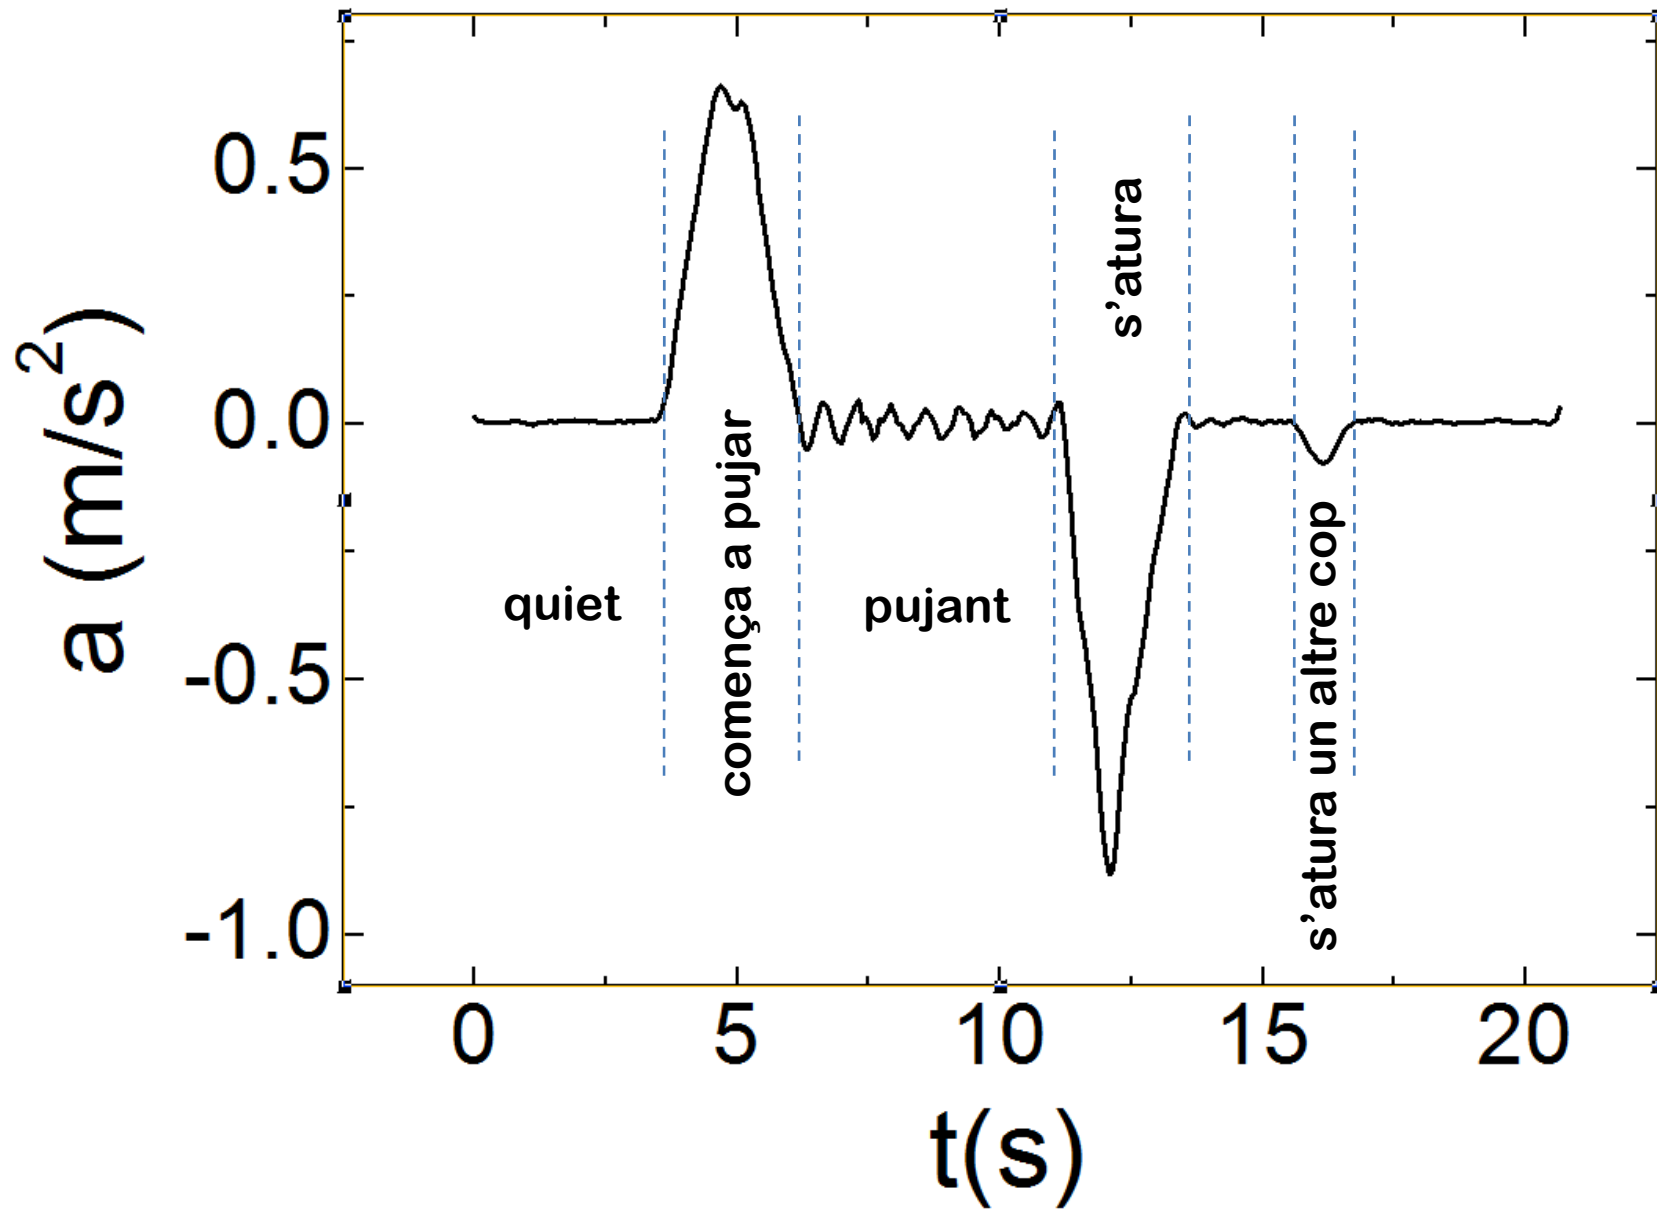 0.5
0.0
-0.5
-1.0
a (m/s²)
quiet
comença a pujar
pujant
s’atura
s’atura un altre cop
0 5 10 15 20
t(s)